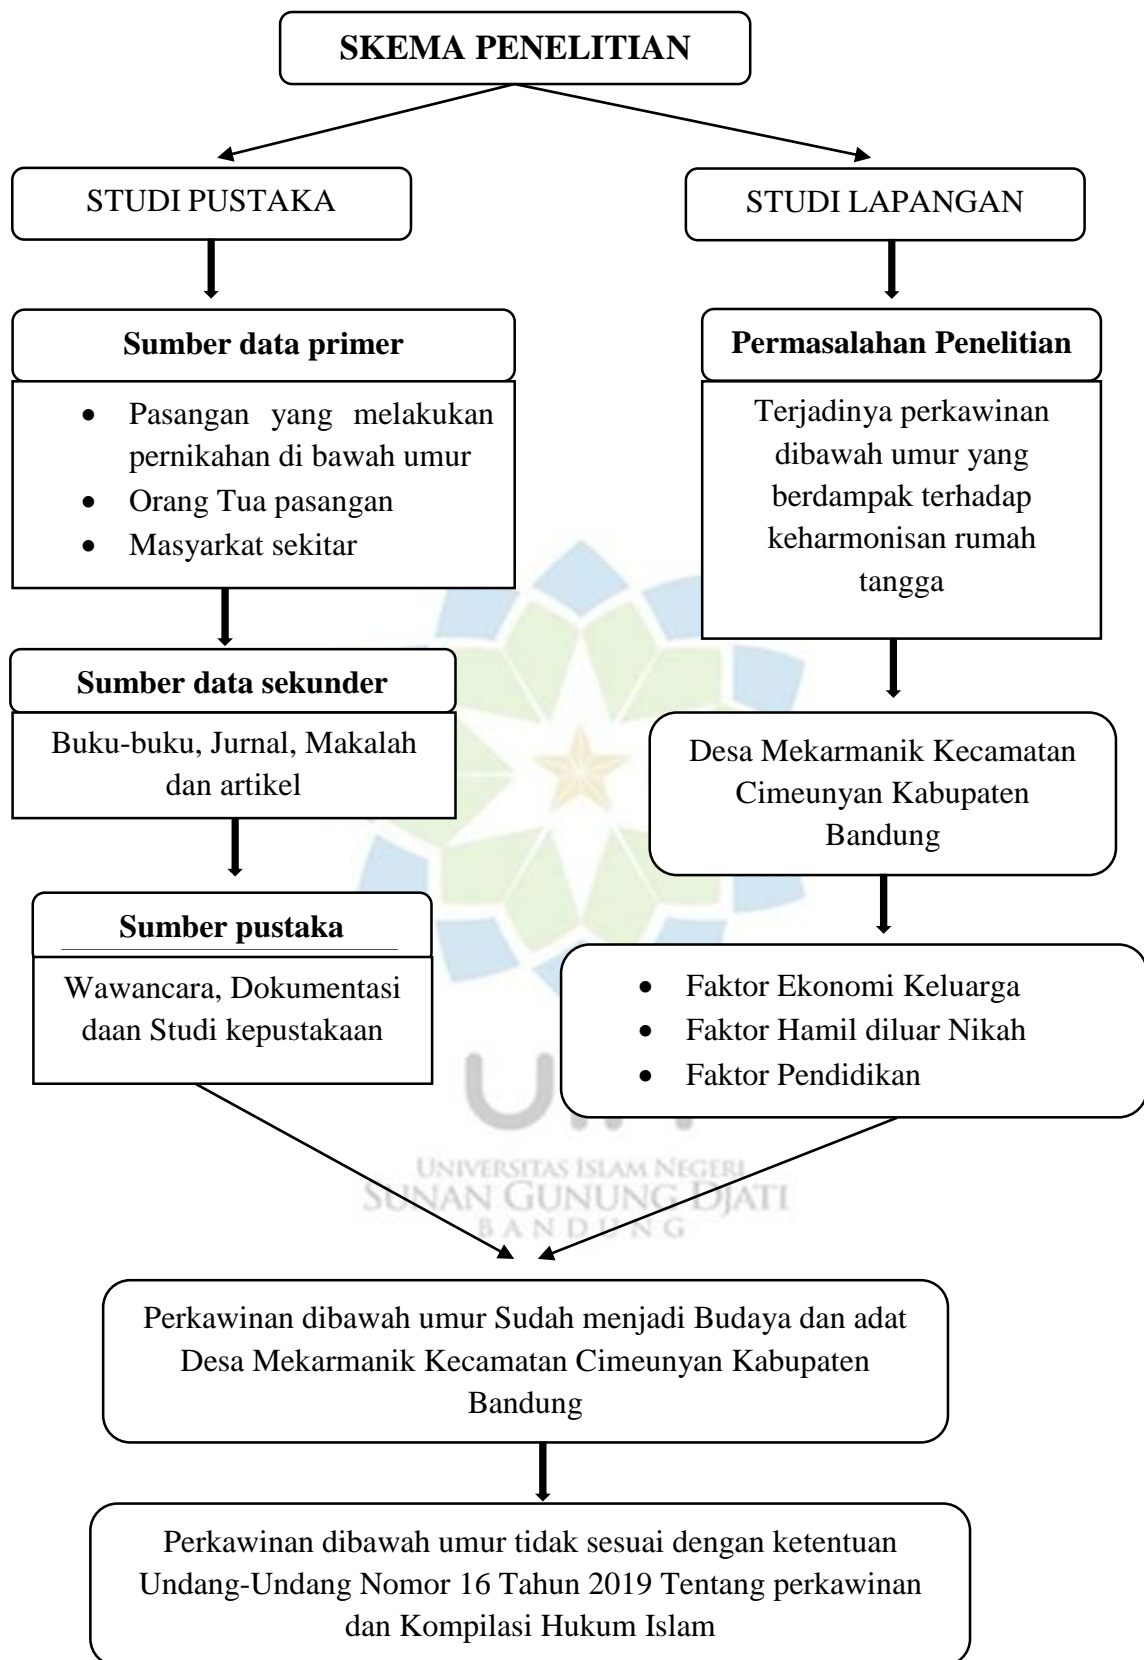 SKEMA PENELITIAN
STUDI PUSTAKA
STUDI LAPANGAN
Sumber data primer
• Pasangan yang melakukan
pernikahan di bawah umur
• Orang Tua pasangan
• Masyarkat sekitar
Permasalahan Penelitian
Terjadinya perkawinan
dibawah umur yang
berdampak terhadap
keharmonisan rumah
tangga
Sumber data sekunder
Buku-buku, Jurnal, Makalah
dan artikel
Desa Mekarmanik Kecamatan
Cimeunyan Kabupaten
Bandung
Sumber pustaka
Wawancara, Dokumentasi
daan Studi kepustakaan
• Faktor Ekonomi Keluarga
• Faktor Hamil diluar Nikah
• Faktor Pendidikan
UNIVERSITAS ISLAM NEGERI
SUNAN GUNUNG DJATI
BANDUNG
Perkawinan dibawah umur Sudah menjadi Budaya dan adat
Desa Mekarmanik Kecamatan Cimeunyan Kabupaten
Bandung
Perkawinan dibawah umur tidak sesuai dengan ketentuan
Undang-Undang Nomor 16 Tahun 2019 Tentang perkawinan
dan Kompilasi Hukum Islam